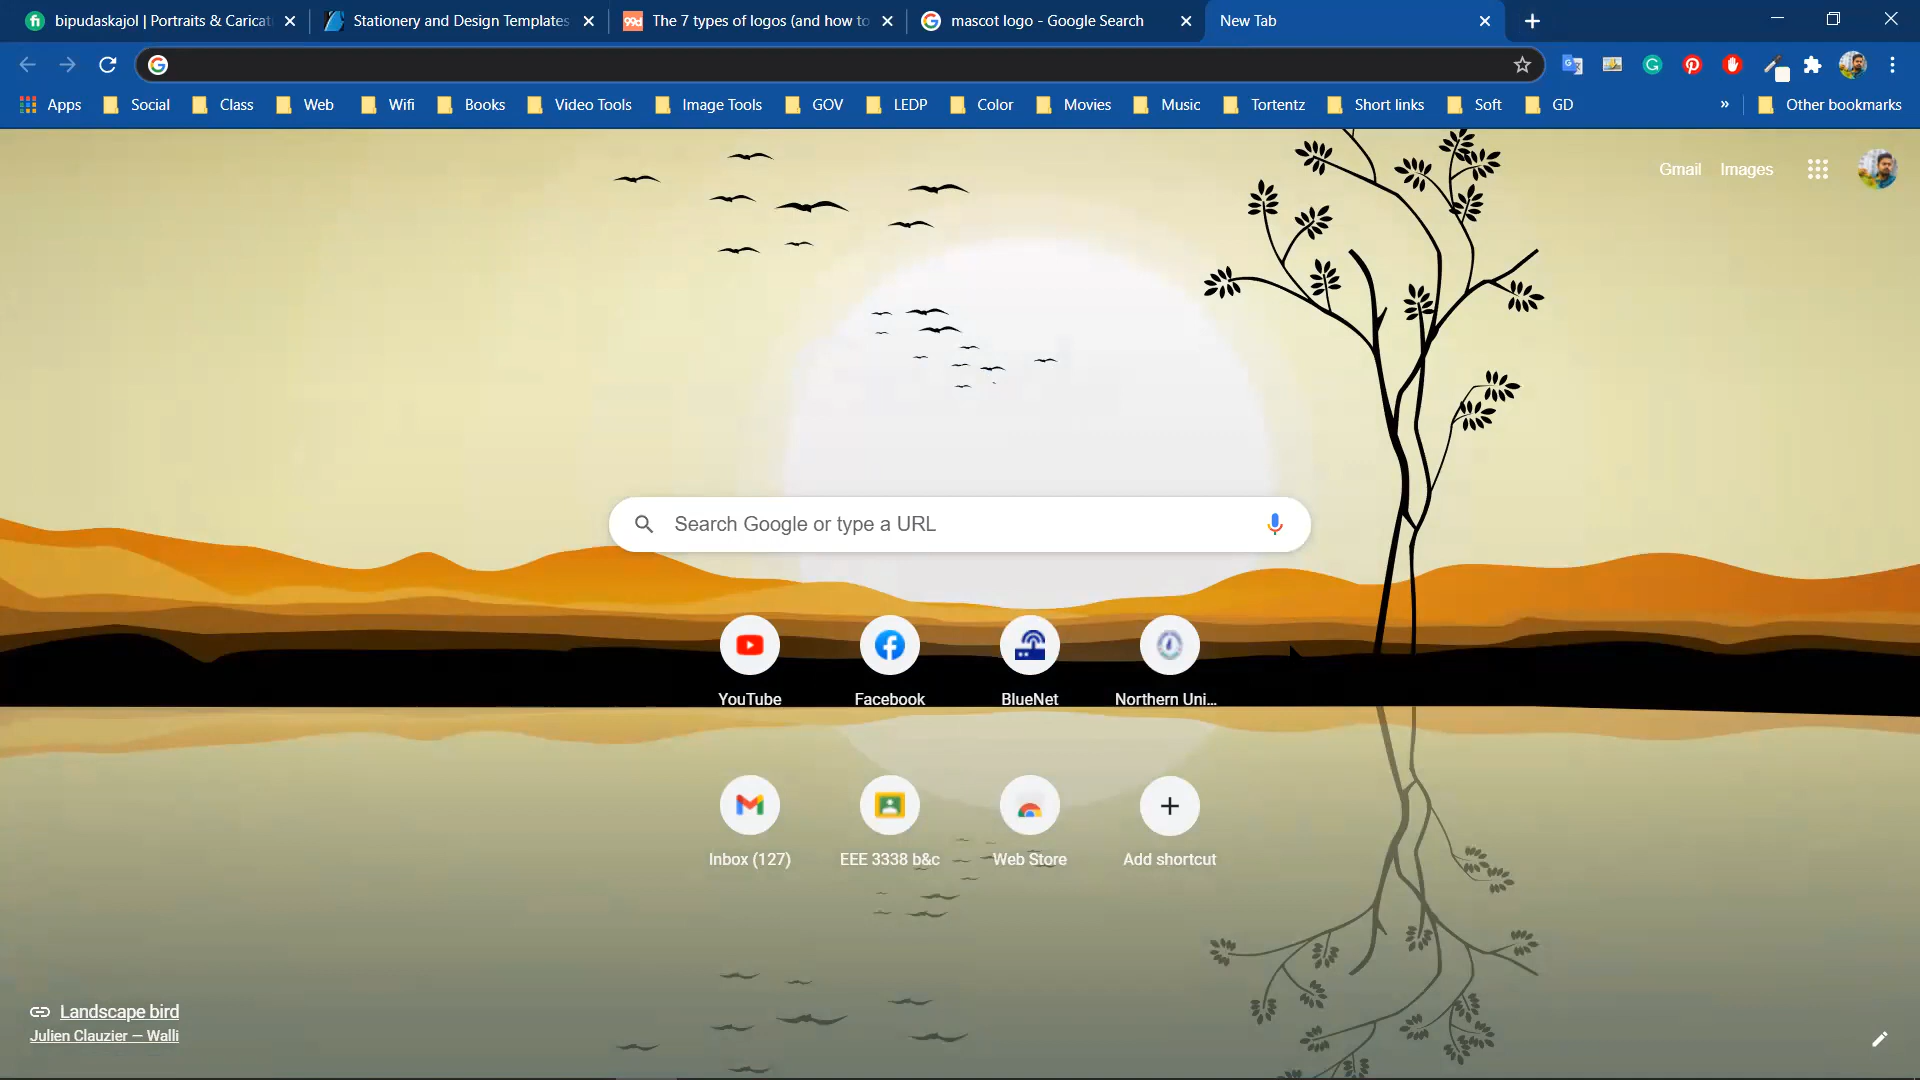 bipudaskajol | Portraits & Caricat
Stationery and Design Templates
99d The 7 types of logos (and how to
mascot logo - Google Search
New Tab
Apps
Social
Class
Web
Wifi
Books
Video Tools
Image Tools
GOV
LEDP
Color
Movies
Music
Tortentz
Short links
Soft
GD
»
Other bookmarks
Gmail
Images
Search Google or type a URL
YouTube
Facebook
BlueNet
Northern Uni...
Inbox (127)
EEE 3338 b&c
Web Store
Add shortcut
Landscape bird
Julien Clauzier — Walli